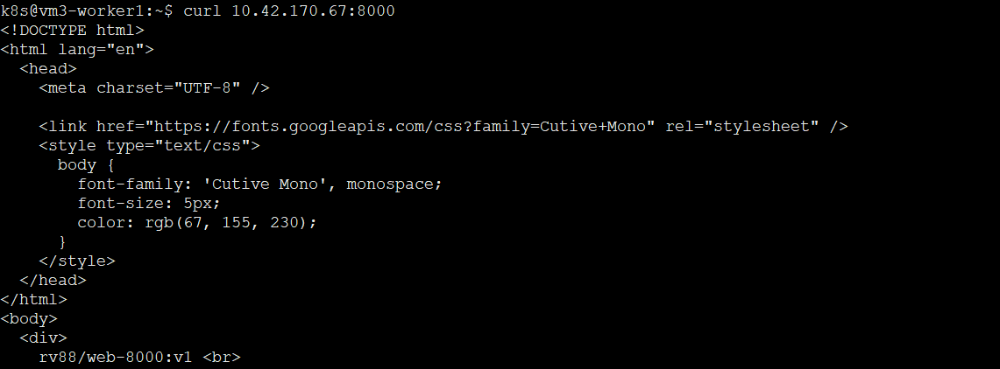 k8s@vm3-worker1:~$ curl 10.42.170.67:8000
<!DOCTYPE html>
<html lang="en">
  <head>
    <meta charset="UTF-8" />

    <link href="https://fonts.googleapis.com/css?family=Cutive+Mono" rel="stylesheet" />
    <style type="text/css">
      body {
        font-family: 'Cutive Mono', monospace;
        font-size: 5px;
        color: rgb(67, 155, 230);
      }
    </style>
  </head>
</html>
<body>
  <div>
    rv88/web-8000:v1 <br>